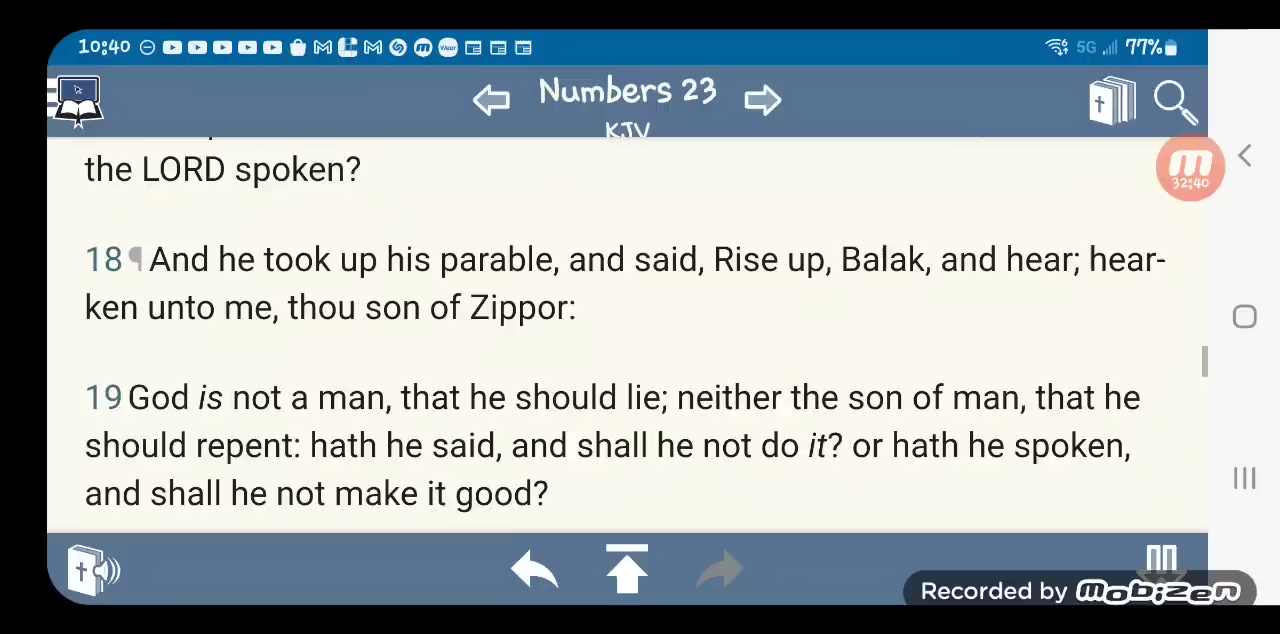 10:40 Wear 5G 77%
Numbers 23
KJV
32:40
the LORD spoken?
18 ¶ And he took up his parable, and said, Rise up, Balak, and hear; hear-
ken unto me, thou son of Zippor:
19 God is not a man, that he should lie; neither the son of man, that he
should repent: hath he said, and shall he not do it? or hath he spoken,
and shall he not make it good?
Recorded by mobizen